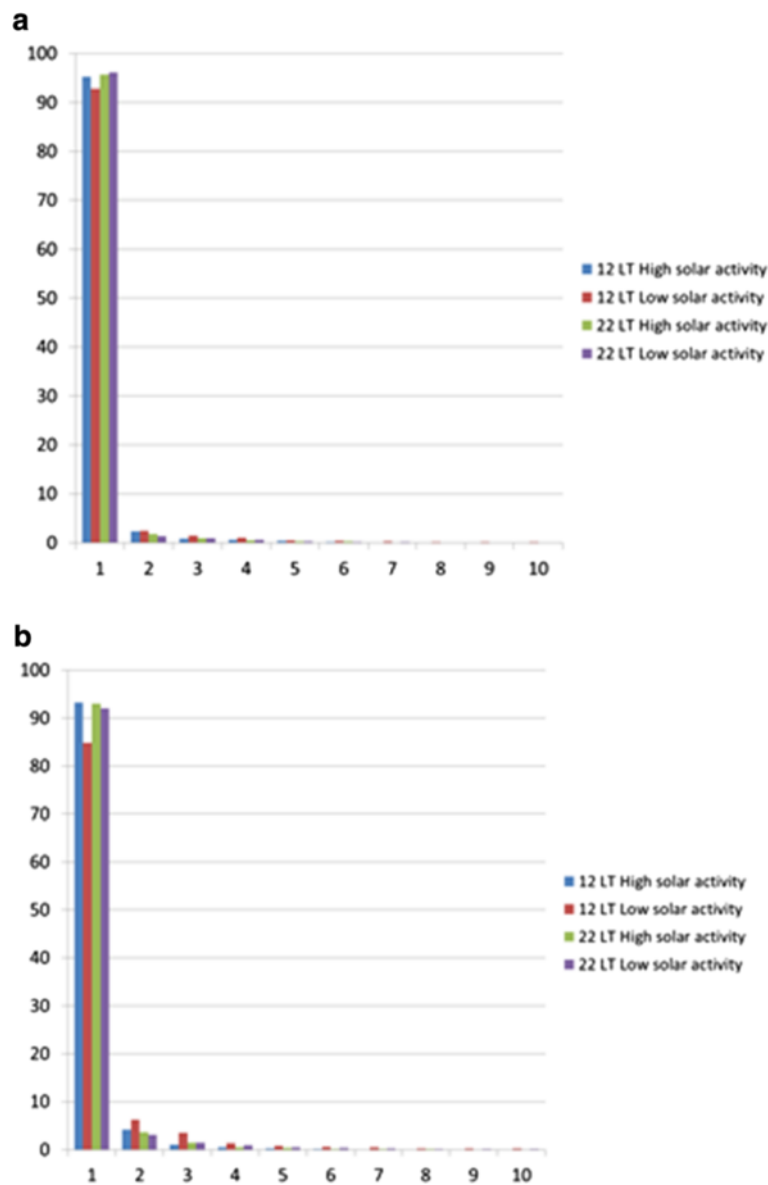 a
100
90
80
70
60
50
40
30
20
10
0
1 2 3 4 5 6 7 8 9 10
12 LT High solar activity
12 LT Low solar activity
22 LT High solar activity
22 LT Low solar activity
b
100
90
80
70
60
50
40
30
20
10
0
1 2 3 4 5 6 7 8 9 10
12 LT High solar activity
12 LT Low solar activity
22 LT High solar activity
22 LT Low solar activity